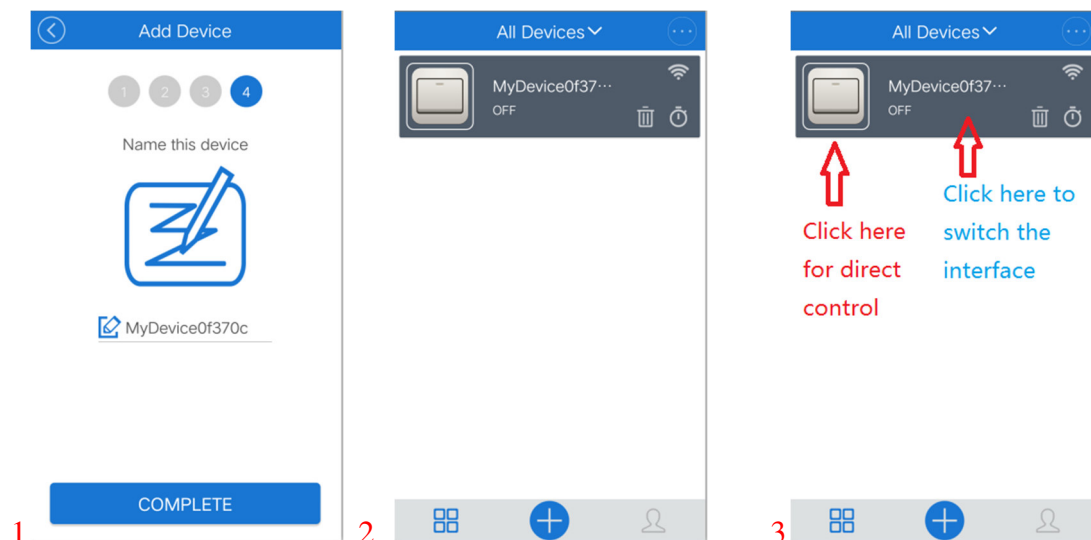 Add Device
1 2 3 4
Name this device
MyDevice0f370c
COMPLETE
1
All Devices
MyDevice0f37···
OFF
2
All Devices
MyDevice0f37···
OFF
Click here
for direct
control
Click here to
switch the
interface
3